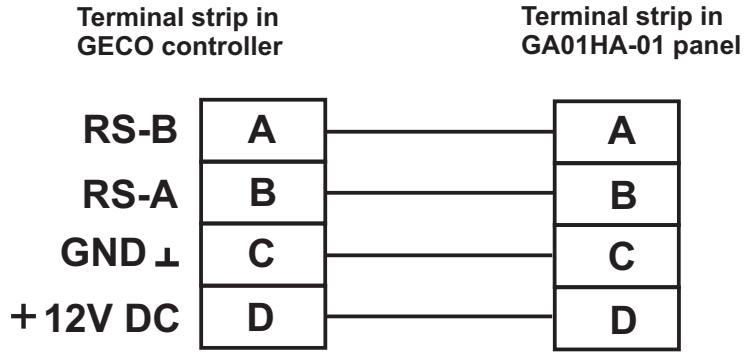 Terminal strip in
GECO controller
Terminal strip in
GA01HA-01 panel
RS-B A A
RS-A B B
GND ⊥ C C
+12V DC D D